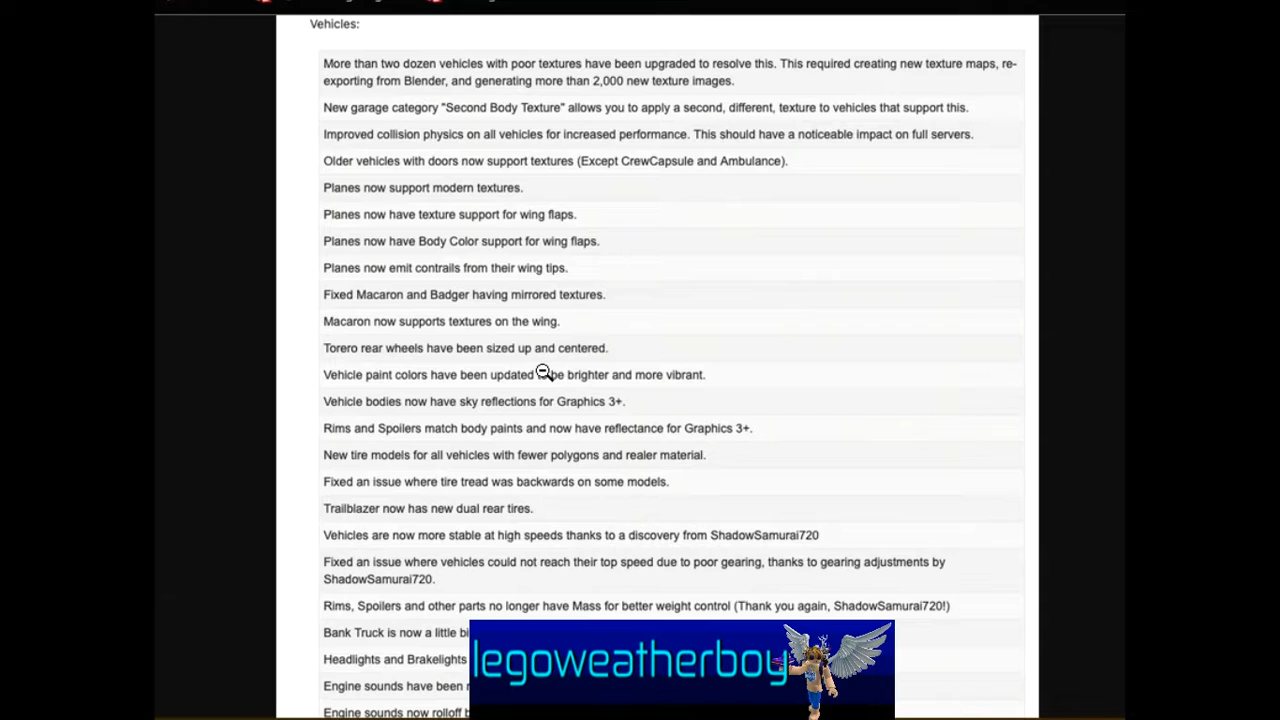 Vehicles:
More than two dozen vehicles with poor textures have been upgraded to resolve this. This required creating new texture maps, re-
exporting from Blender, and generating more than 2,000 new texture images.
New garage category "Second Body Texture" allows you to apply a second, different, texture to vehicles that support this.
Improved collision physics on all vehicles for increased performance. This should have a noticeable impact on full servers.
Older vehicles with doors now support textures (Except CrewCapsule and Ambulance).
Planes now support modern textures.
Planes now have texture support for wing flaps.
Planes now have Body Color support for wing flaps.
Planes now emit contrails from their wing tips.
Fixed Macaron and Badger having mirrored textures.
Macaron now supports textures on the wing.
Torero rear wheels have been sized up and centered.
Vehicle paint colors have been updated be brighter and more vibrant.
Vehicle bodies now have sky reflections for Graphics 3+.
Rims and Spoilers match body paints and now have reflectance for Graphics 3+.
New tire models for all vehicles with fewer polygons and realer material.
Fixed an issue where tire tread was backwards on some models.
Trailblazer now has new dual rear tires.
Vehicles are now more stable at high speeds thanks to a discovery from ShadowSamurai720
Fixed an issue where vehicles could not reach their top speed due to poor gearing, thanks to gearing adjustments by
ShadowSamurai720.
Rims, Spoilers and other parts no longer have Mass for better weight control (Thank you again, ShadowSamurai720!)
Bank Truck is now a little
Headlights and Brakelights
Engine sounds have been
Engine sounds now rolloff
legoweatherboy